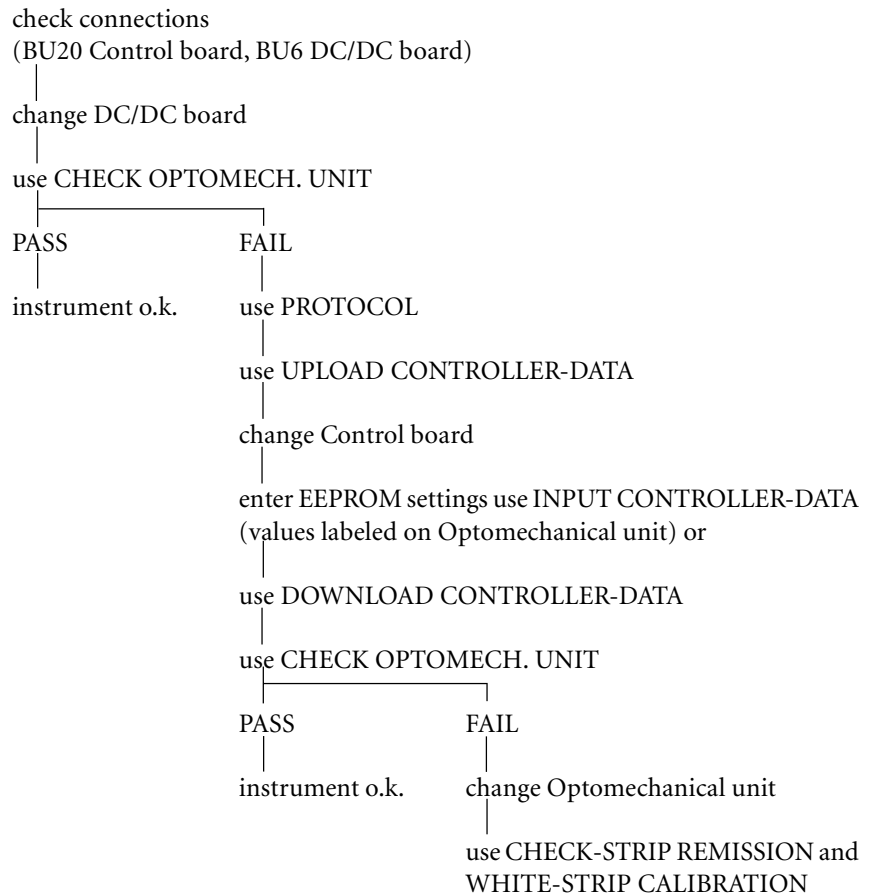 check connections
(BU20 Control board, BU6 DC/DC board)
change DC/DC board
use CHECK OPTOMECH. UNIT
PASS
FAIL
instrument o.k.
use PROTOCOL
use UPLOAD CONTROLLER-DATA
change Control board
enter EEPROM settings use INPUT CONTROLLER-DATA
(values labeled on Optomechanical unit) or
use DOWNLOAD CONTROLLER-DATA
use CHECK OPTOMECH. UNIT
PASS
FAIL
instrument o.k.
change Optomechanical unit
use CHECK-STRIP REMISSION and
WHITE-STRIP CALIBRATION